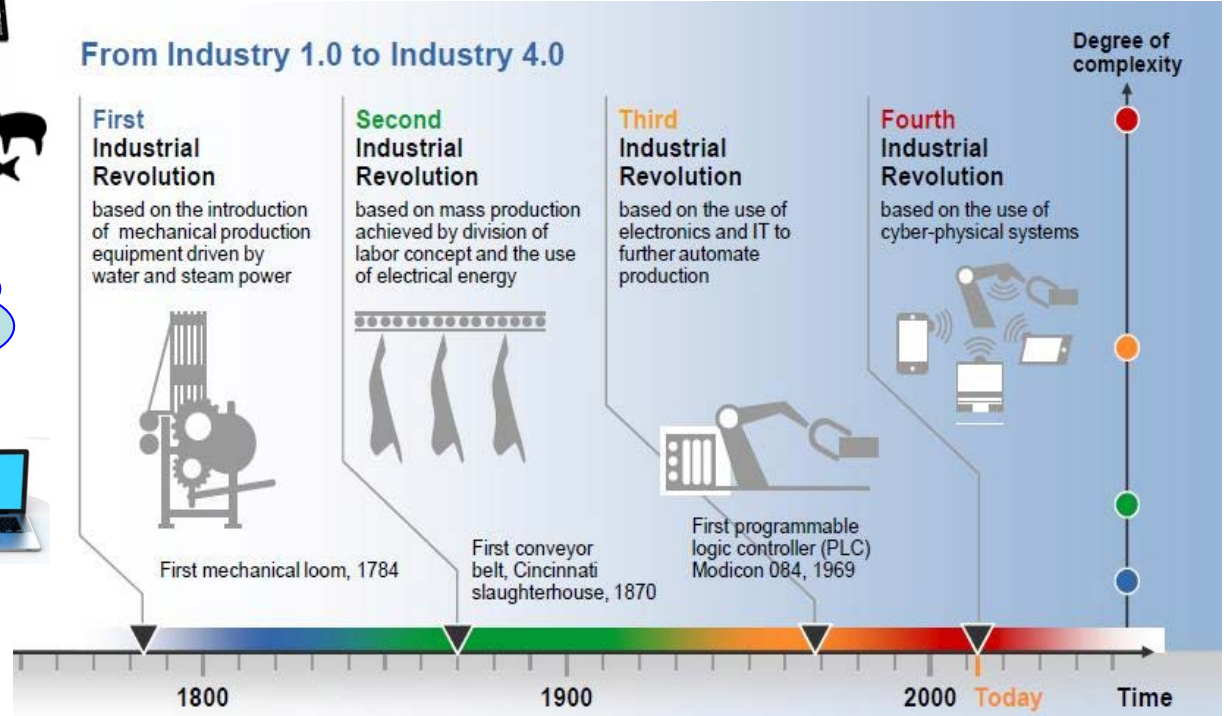 From Industry 1.0 to Industry 4.0
Degree of
complexity
First
Industrial
Revolution
based on the introduction
of mechanical production
equipment driven by
water and steam power
Second
Industrial
Revolution
based on mass production
achieved by division of
labor concept and the use
of electrical energy
Third
Industrial
Revolution
based on the use of
electronics and IT to
further automate
production
Fourth
Industrial
Revolution
based on the use of
cyber-physical systems
First mechanical loom, 1784
First conveyor
belt, Cincinnati
slaughterhouse, 1870
First programmable
logic controller (PLC)
Modicon 084, 1969
1800
1900
2000
Today
Time